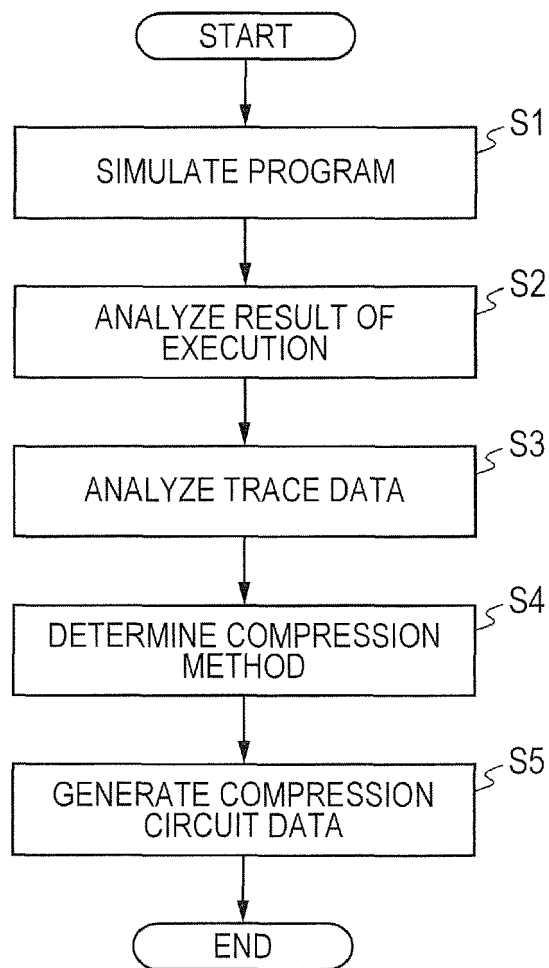 START
S1
SIMULATE PROGRAM
S2
ANALYZE RESULT OF
EXECUTION
S3
ANALYZE TRACE DATA
S4
DETERMINE COMPRESSION
METHOD
S5
GENERATE COMPRESSION
CIRCUIT DATA
END